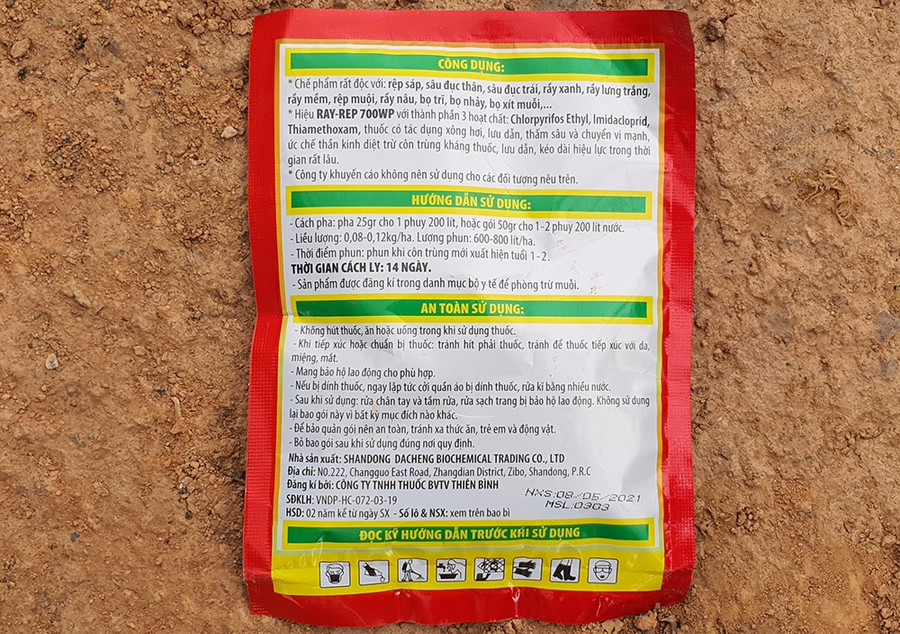 CÔNG DỤNG:
* Chế phẩm rất độc với: rệp sáp, sâu đục thân, sâu đục trái, rầy xanh, rầy lưng trắng,
rầy mềm, rệp muội, rầy nâu, bọ trĩ, bọ nhảy, bọ xít muỗi,...
* Hiệu RAY-REP 700WP với thành phần 3 hoạt chất: Chlorpyrifos Ethyl, Imidacloprid,
Thiamethoxam, thuốc có tác dụng xông hơi, lưu dẫn, thấm sâu và chuyển vị mạnh,
ức chế thần kinh diệt trừ côn trùng kháng thuốc, lưu dẫn, kéo dài hiệu lực trong thời
gian rất lâu.
* Công ty khuyến cáo không nên sử dụng cho các đối tượng nêu trên.
HƯỚNG DẪN SỬ DỤNG:
- Cách pha: pha 25gr cho 1 phuy 200 lít, hoặc gói 50gr cho 1-2 phuy 200 lít nước.
- Liều lượng: 0,08-0,12kg/ha. Lượng phun: 600-800 lít/ha.
- Thời điểm phun: phun khi côn trùng mới xuất hiện tuổi 1-2.
THỜI GIAN CÁCH LY: 14 NGÀY.
- Sản phẩm được đăng kí trong danh mục bộ y tế để phòng trừ muỗi.
AN TOÀN SỬ DỤNG:
- Không hút thuốc, ăn hoặc uống trong khi sử dụng thuốc.
- Khi tiếp xúc hoặc chuẩn bị thuốc: tránh hít phải thuốc, tránh để thuốc tiếp xúc với da,
miệng, mắt.
- Mang bảo hộ lao động cho phù hợp.
- Nếu bị dính thuốc, ngay lập tức cởi quần áo bị dính thuốc, rửa kĩ bằng nhiều nước.
- Sau khi sử dụng: rửa chân tay và tắm rửa, rửa sạch trang bị bảo hộ lao động. Không sử dụng
lại bao gói này vì bất kỳ mục đích nào khác.
- Để bảo quản gói nên an toàn, tránh xa thức ăn, trẻ em và động vật.
- Bỏ bao gói sau khi sử dụng đúng nơi quy định.
Nhà sản xuất: SHANDONG DACHENG BIOCHEMICAL TRADING CO., LTD
Địa chỉ: NO.222, Changguo East Road, Zhangdian District, Zibo, Shandong, P.R.C
Đăng kí bởi: CÔNG TY TNHH THUỐC BVTV THIÊN BÌNH
NXS:08/05/2021
SĐKLH: VNDP-HC-072-03-19
MSL:0303
HSD: 02 năm kể từ ngày SX - Số lô & NSX: xem trên bao bì
ĐỌC KỸ HƯỚNG DẪN TRƯỚC KHI SỬ DỤNG